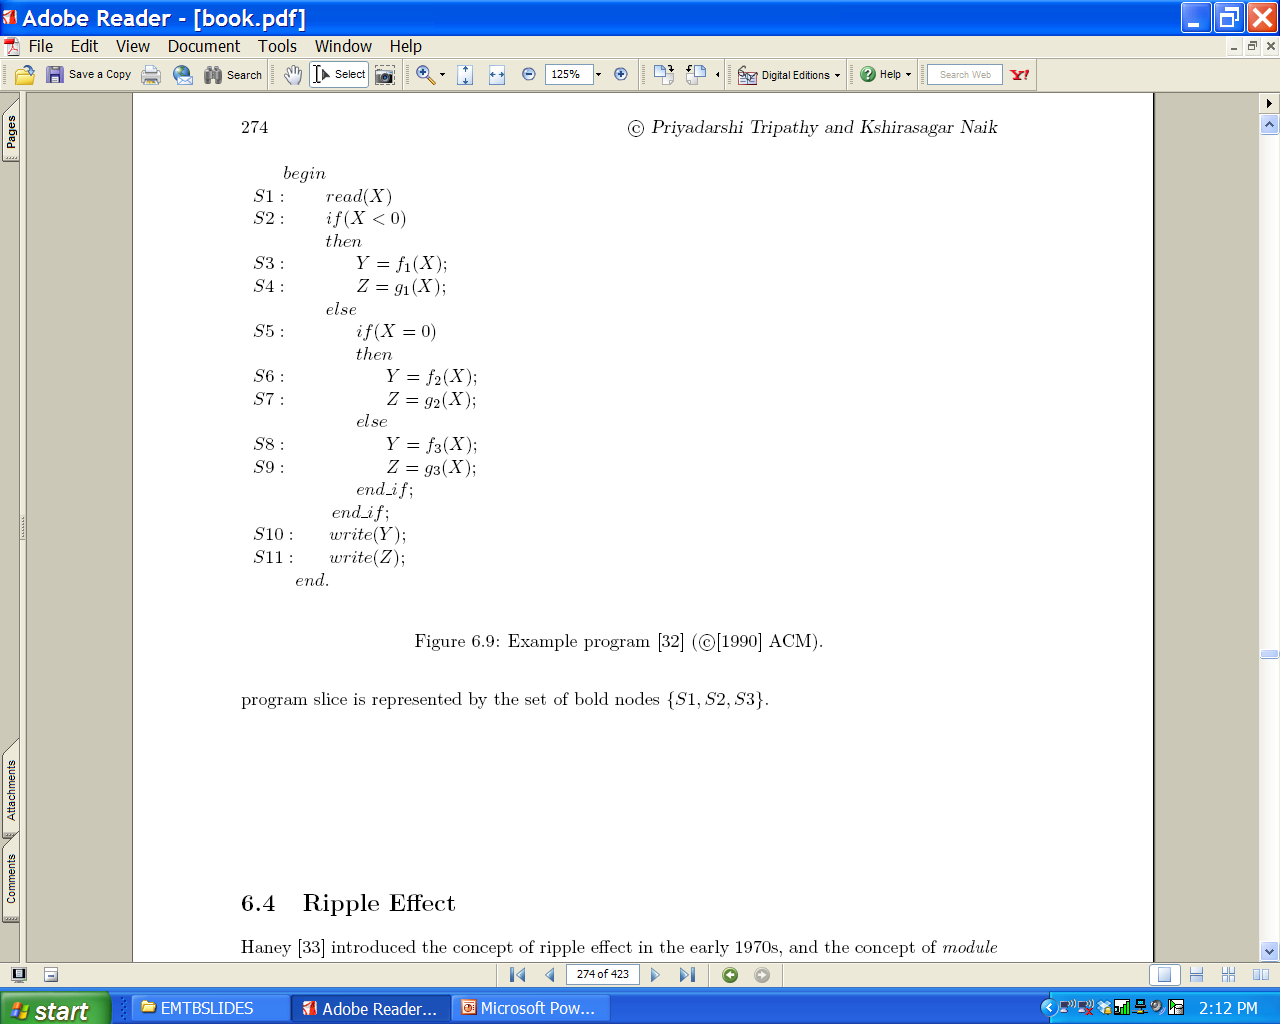 Adobe Reader - [book.pdf]
File Edit View Document Tools Window Help
Save a Copy Search Select 125% Digital Editions Help Search Web Y!
Pages
Attachments
Comments
274 © Priyadarshi Tripathy and Kshirasagar Naik
begin
S1 : read(X)
S2 : if(X < 0)
then
S3 : Y = f₁(X);
S4 : Z = g₁(X);
else
S5 : if(X = 0)
then
S6 : Y = f₂(X);
S7 : Z = g₂(X);
else
S8 : Y = f₃(X);
S9 : Z = g₃(X);
end_if;
end_if;
S10 : write(Y);
S11 : write(Z);
end.
Figure 6.9: Example program [32] (©[1990] ACM).
program slice is represented by the set of bold nodes {S1, S2, S3}.
6.4 Ripple Effect
Haney [33] introduced the concept of ripple effect in the early 1970s, and the concept of module
274 of 423
start EMTBSLIDES Adobe Reader... Microsoft Pow... 2:12 PM